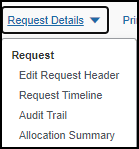 Request Details
Request
Edit Request Header
Request Timeline
Audit Trail
Allocation Summary